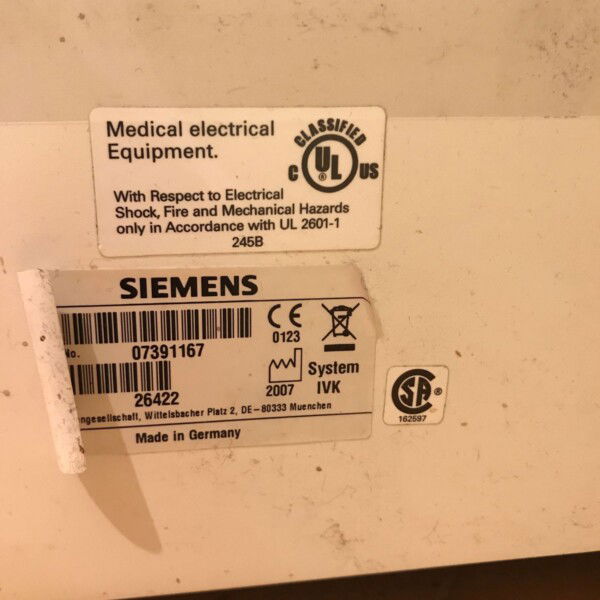 Medical electrical
Equipment.
CLASSIFIED
C UL ® US
With Respect to Electrical
Shock, Fire and Mechanical Hazards
only in Accordance with UL 2601-1
245B
SIEMENS
CE
0123
No. 07391167
2007
System
IVK
26422
Wittelsbacher Platz 2, DE-80333 Muenchen
Made in Germany
SA ®
162597